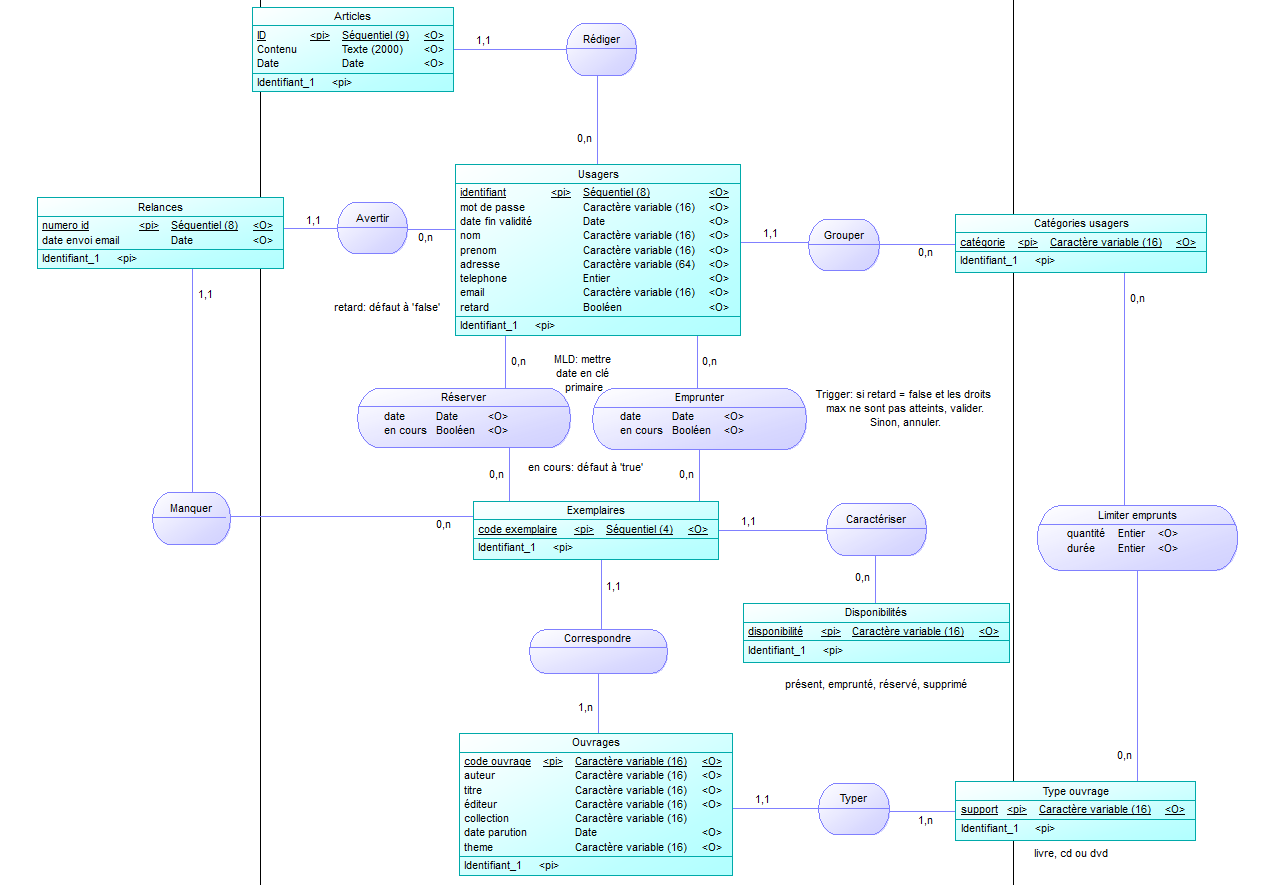 Articles
ID <pi> Séquentiel (9) <O>
Contenu Texte (2000) <O>
Date Date <O>
Identifiant_1 <pi>
1,1
Rédiger
0,n
Usagers
identifiant <pi> Séquentiel (8) <O>
mot de passe Caractère variable (16) <O>
date fin validité Date <O>
nom Caractère variable (16) <O>
prenom Caractère variable (16) <O>
adresse Caractère variable (64) <O>
telephone Entier <O>
email Caractère variable (16) <O>
retard Booléen <O>
Identifiant_1 <pi>
Relances
numero id <pi> Séquentiel (8) <O>
date envoi email Date <O>
Identifiant_1 <pi>
1,1
Avertir
0,n
1,1
Grouper
0,n
Catégories usagers
catégorie <pi> Caractère variable (16) <O>
Identifiant_1 <pi>
1,1
0,n
retard: défaut à 'false'
0,n
MLD: mettre
date en clé
primaire
0,n
Réserver
date Date <O>
en cours Booléen <O>
Emprunter
date Date <O>
en cours Booléen <O>
Trigger: si retard = false et les droits
max ne sont pas atteints, valider.
Sinon, annuler.
0,n
en cours: défaut à 'true'
0,n
Manquer
0,n
Exemplaires
code exemplaire <pi> Séquentiel (4) <O>
Identifiant_1 <pi>
1,1
Caractériser
0,n
Limiter emprunts
quantité Entier <O>
durée Entier <O>
1,1
Disponibilités
disponibilité <pi> Caractère variable (16) <O>
Identifiant_1 <pi>
présent, emprunté, réservé, supprimé
Correspondre
1,n
0,n
Ouvrages
code ouvrage <pi> Caractère variable (16) <O>
auteur Caractère variable (16) <O>
titre Caractère variable (16) <O>
éditeur Caractère variable (16) <O>
collection Caractère variable (16)
date parution Date <O>
theme Caractère variable (16) <O>
Identifiant_1 <pi>
1,1
Typer
1,n
Type ouvrage
support <pi> Caractère variable (16) <O>
Identifiant_1 <pi>
livre, cd ou dvd